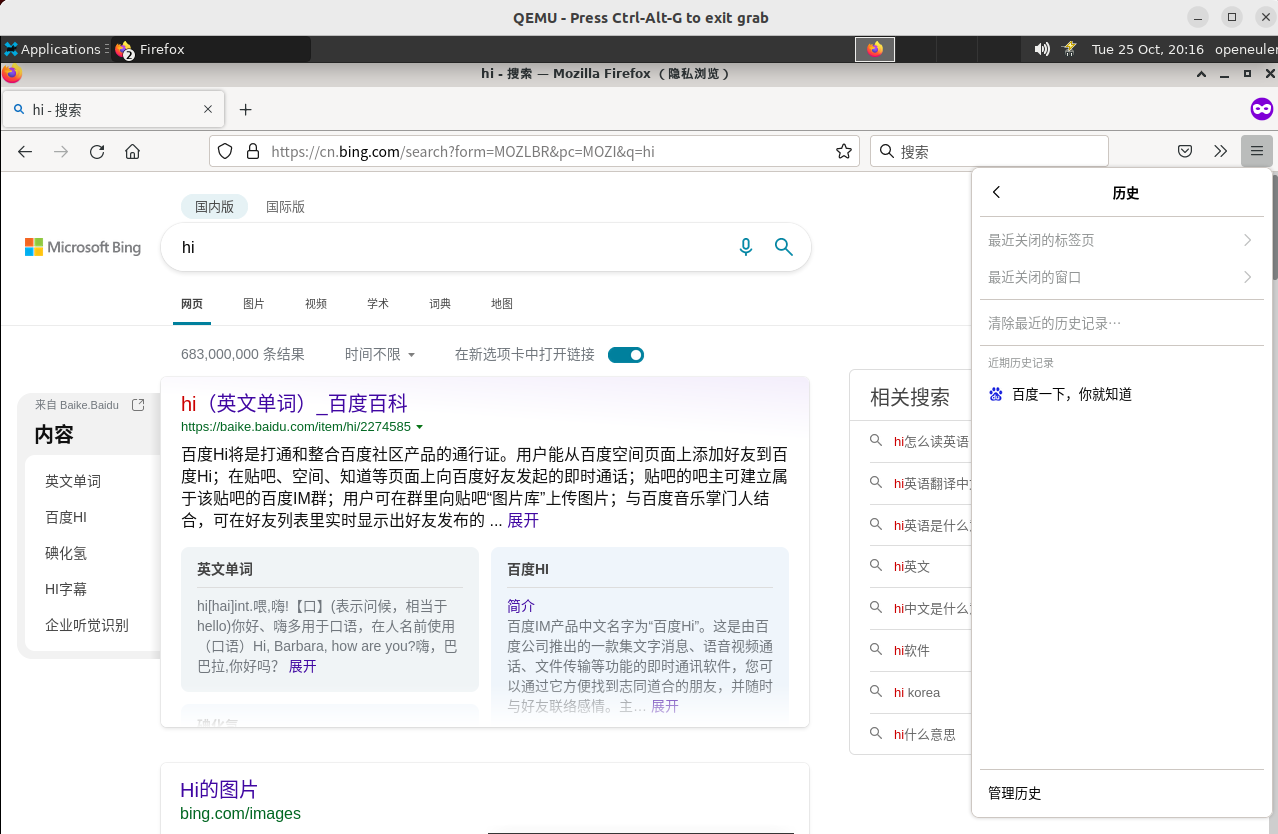 QEMU - Press Ctrl-Alt-G to exit grab
Applications
2
Firefox
Tue 25 Oct, 20:16
openeuler
hi - 搜索 — Mozilla Firefox （隐私浏览）
hi - 搜索
https://cn.bing.com/search?form=MOZLBR&pc=MOZI&q=hi
搜索
国内版
国际版
Microsoft Bing
hi
网页
图片
视频
学术
词典
地图
683,000,000 条结果
时间不限
在新选项卡中打开链接
来自 Baike.Baidu
内容
英文单词
百度HI
碘化氢
HI字幕
企业听觉识别
hi（英文单词）_百度百科
https://baike.baidu.com/item/hi/2274585
百度Hi将是打通和整合百度社区产品的通行证。用户能从百度空间页面上添加好友到百
度Hi；在贴吧、空间、知道等页面上向百度好友发起的即时通话；贴吧的吧主可建立属
于该贴吧的百度IM群；用户可在群里向贴吧“图片库”上传图片；与百度音乐掌门人结
合，可在好友列表里实时显示出好友发布的 ... 展开
英文单词
hi[hai]int.喂,嗨!【口】(表示问候，相当于
hello)你好、嗨多用于口语，在人名前使用
（口语）Hi, Barbara, how are you?嗨，巴
巴拉,你好吗？ 展开
碘化氢
百度HI
简介
百度IM产品中文名字为“百度Hi”。这是由百
度公司推出的一款集文字消息、语音视频通
话、文件传输等功能的即时通讯软件，您可
以通过它方便找到志同道合的朋友，并随时
与好友联络感情。主… 展开
Hi的图片
bing.com/images
相关搜索
hi怎么读英语
hi英语翻译中
hi英语是什么
hi英文
hi中文是什么
hi软件
hi korea
hi什么意思
历史
最近关闭的标签页
最近关闭的窗口
清除最近的历史记录…
近期历史记录
百度一下，你就知道
管理历史